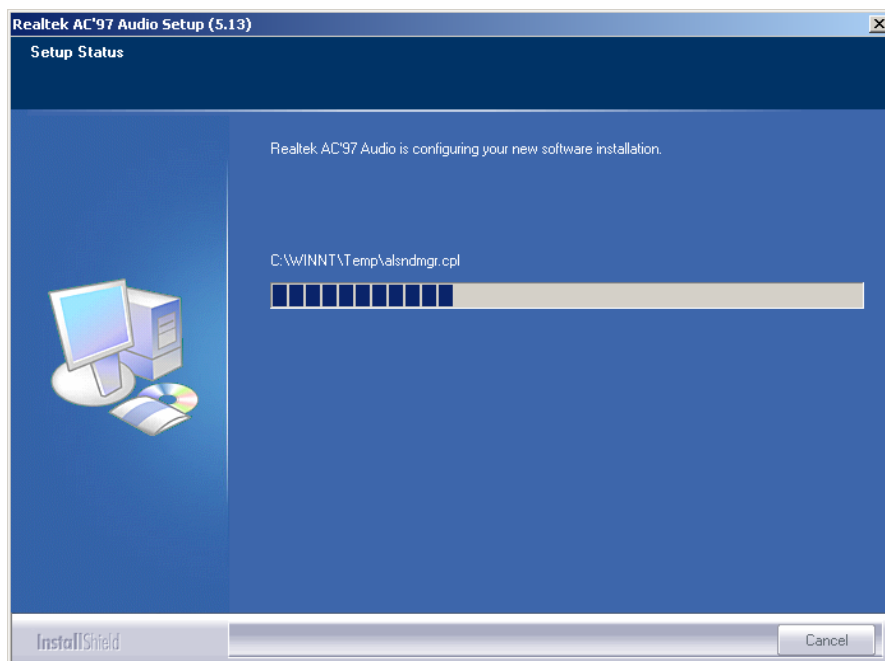 Realtek AC'97 Audio Setup (5.13)
Setup Status
Realtek AC'97 Audio is configuring your new software installation.
C:\WINNT\Temp\alsndmgr.cpl
InstallShield
Cancel